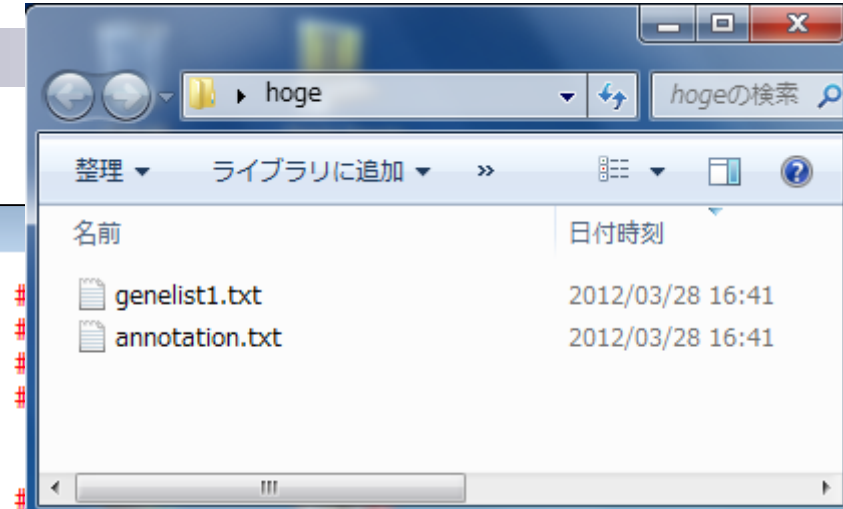 hoge
hogeの検索
整理 ライブラリに追加 »
名前 日付時刻
# genelist1.txt 2012/03/28 16:41
# annotation.txt 2012/03/28 16:41
#
#
#